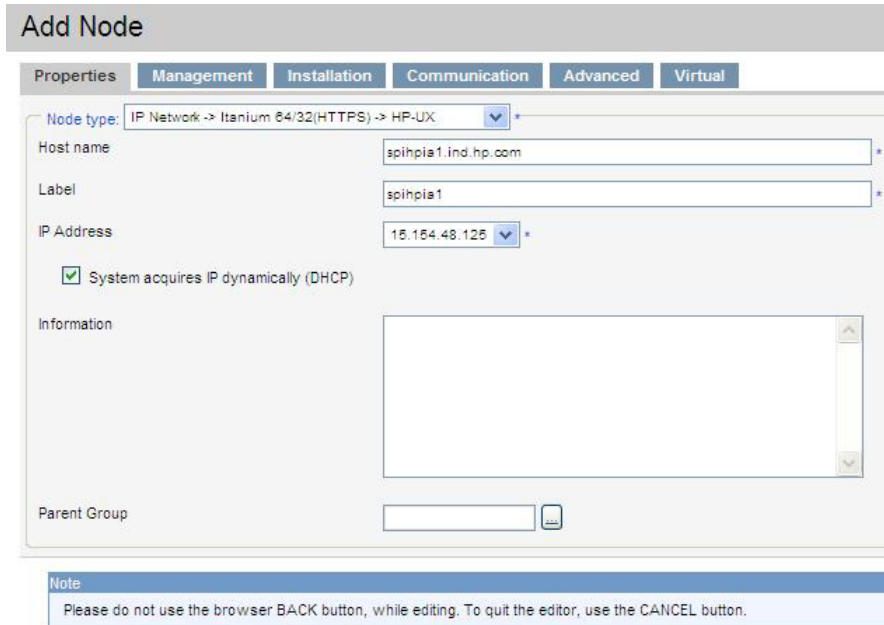 Add Node
Properties Management Installation Communication Advanced Virtual
Node type: IP Network -> Itanium 64/32(HTTPS) -> HP-UX *
Host name spihpia1.ind.hp.com *
Label spihpia1 *
IP Address 15.154.48.125 *
System acquires IP dynamically (DHCP)
Information
Parent Group ...
Note
Please do not use the browser BACK button, while editing. To quit the editor, use the CANCEL button.